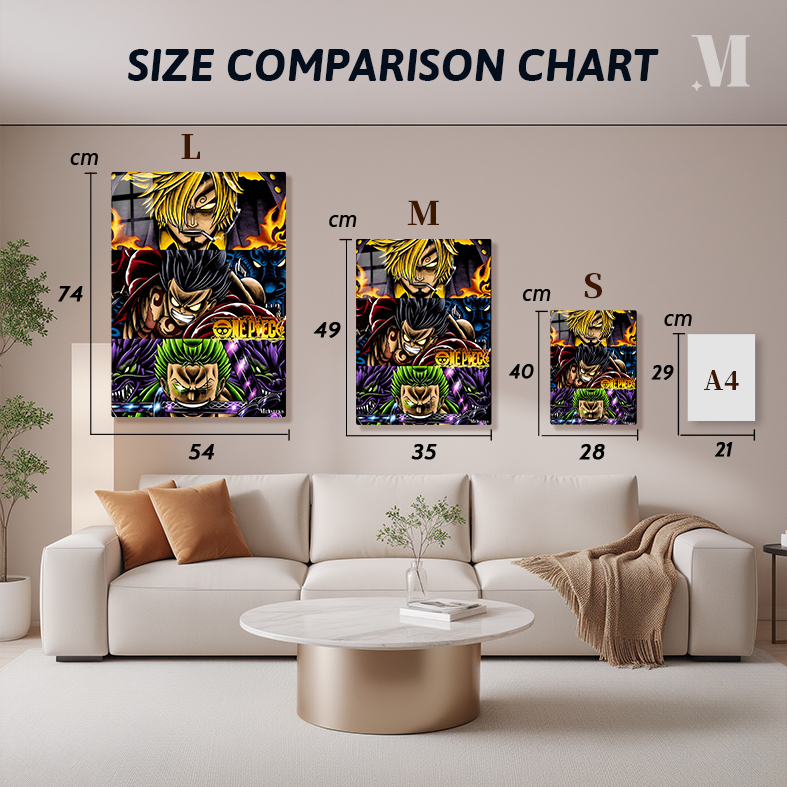 SIZE COMPARISON CHART
M
L
cm
74
54
M
cm
49
35
S
cm
40
28
cm
29
A4
21
ONE PIECE
ONE PIECE
ONE PIECE